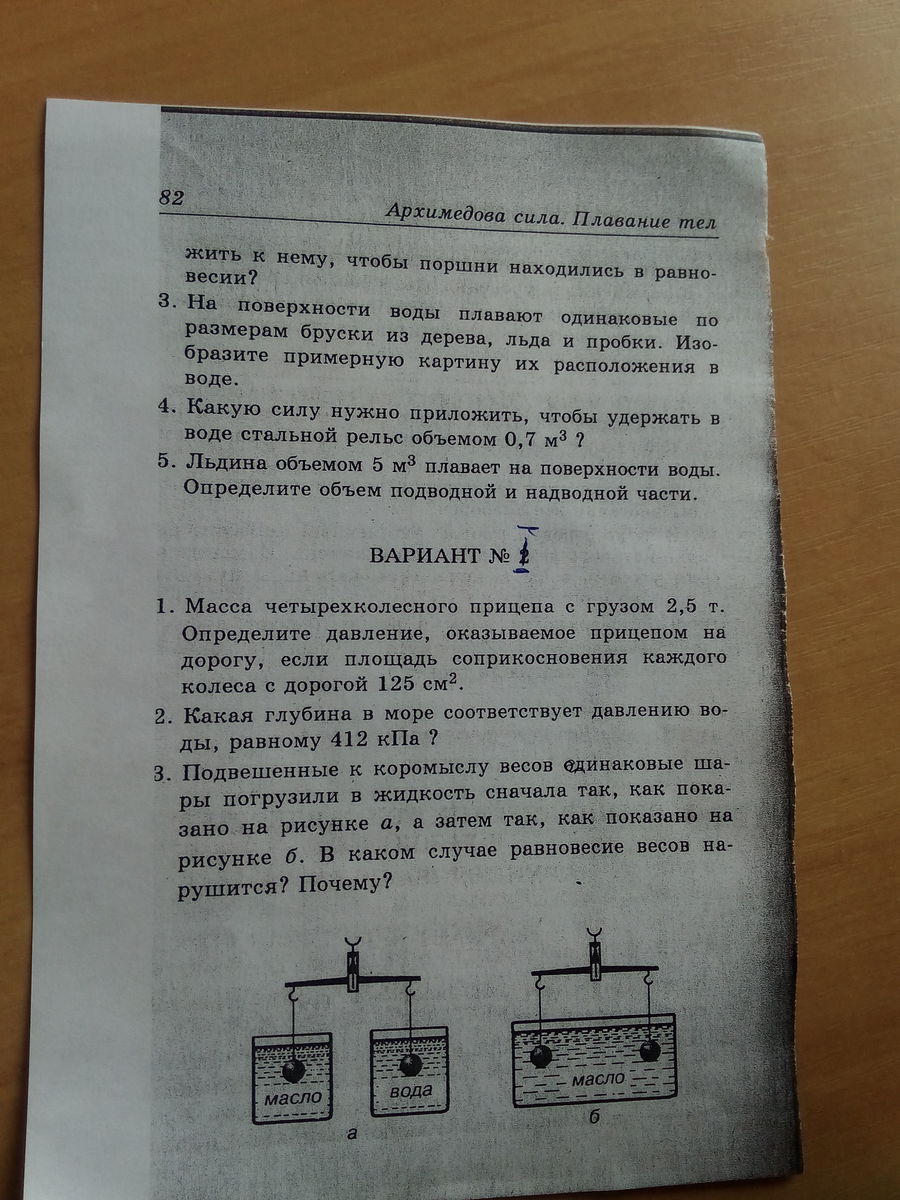 82
Архимедова сила. Плавание тел
жить к нему, чтобы поршни находились в равно-
весии?
3. На поверхности воды плавают одинаковые по
размерам бруски из дерева, льда и пробки. Изо-
бразите примерную картину их расположения в
воде.
4. Какую силу нужно приложить, чтобы удержать в
воде стальной рельс объемом 0,7 м³ ?
5. Льдина объемом 5 м³ плавает на поверхности воды.
Определите объем подводной и надводной части.
ВАРИАНТ №
1. Масса четырехколесного прицепа с грузом 2,5 т.
Определите давление, оказываемое прицепом на
дорогу, если площадь соприкосновения каждого
колеса с дорогой 125 см².
2. Какая глубина в море соответствует давлению во-
ды, равному 412 кПа ?
3. Подвешенные к коромыслу весов одинаковые ша-
ры погрузили в жидкость сначала так, как пока-
зано на рисунке а, а затем так, как показано на
рисунке б. В каком случае равновесие весов на-
рушится? Почему?
масло вода масло
а б